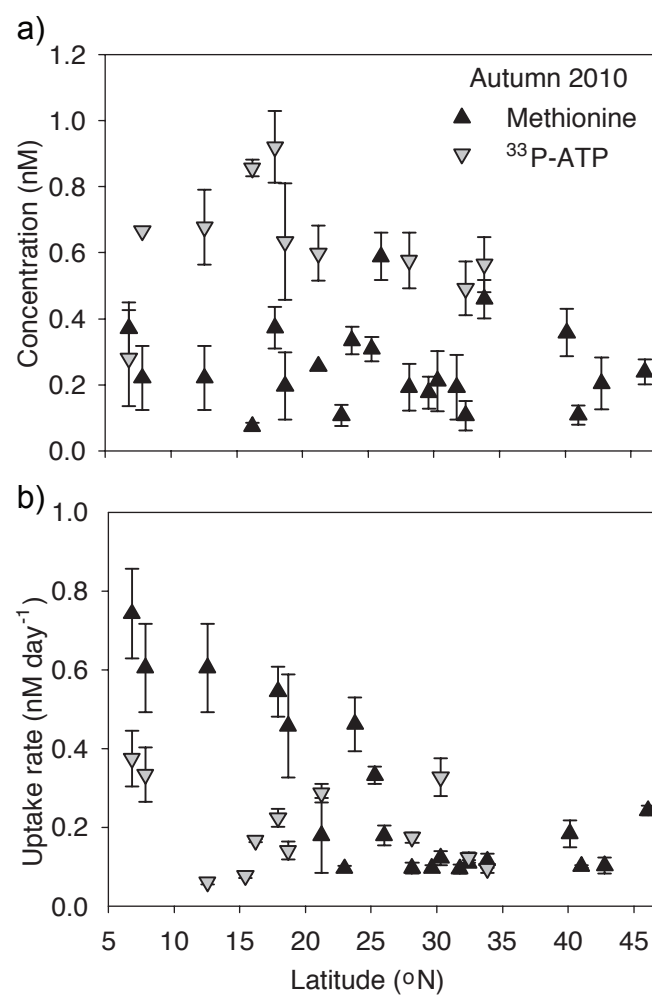 a)
1.2
1.0
0.8
0.6
0.4
0.2
0.0
Concentration (nM)
Autumn 2010
Methionine
³³P-ATP
b)
1.0
0.8
0.6
0.4
0.2
0.0
Uptake rate (nM day⁻¹)
5 10 15 20 25 30 35 40 45
Latitude (ºN)